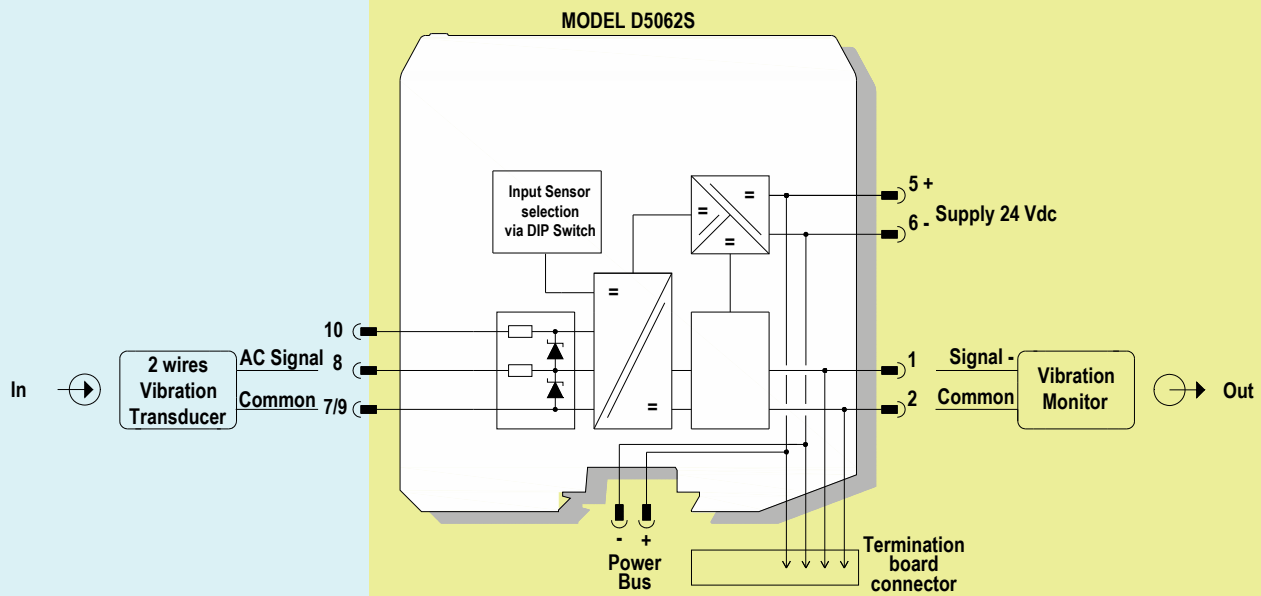 MODEL D5062S
Input Sensor
selection
via DIP Switch
=
=
=
5 +
6 -
Supply 24 Vdc
=
=
10
AC Signal
8
Common
7/9
In
2 wires
Vibration
Transducer
1
Signal -
2
Common
Vibration
Monitor
Out
- +
Power
Bus
Termination
board
connector